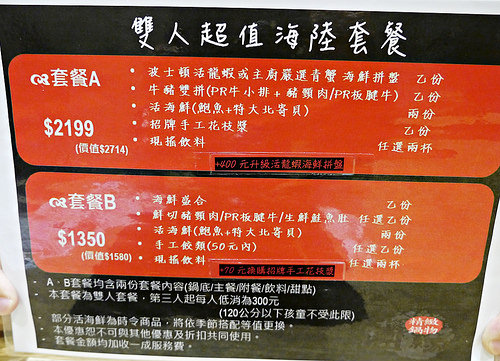 雙人超值海陸套餐
套餐A
$2199
(價值$2714)
• 波士頓活龍蝦或主廚嚴選青蟹海鮮拼盤 乙份
• 牛豬雙拼(PR牛小排+豬頸肉/PR板腱牛) 乙份
• 活海鮮(鮑魚+特大北寄貝) 兩份
• 招牌手工花枝漿 乙份
• 現搖飲料 任選兩杯
+400元升級活龍蝦海鮮拼盤
套餐B
$1350
(價值$1580)
• 海鮮盛合 乙份
• 鮮切豬頸肉/PR板腱牛/生鮮鮭魚肚 任選乙份
• 活海鮮(鮑魚+特大北寄貝) 兩份
• 手工餃類(50元內) 任選乙份
• 現搖飲料 任選兩杯
+70元換購招牌手工花枝漿
A、B套餐均含兩份套餐內容(鍋底/主餐/附餐/飲料/甜點)
本套餐為雙人套餐，第三人起每人低消為300元
(120公分以下孩童不受此限)
部分活海鮮為時令商品，將依季節搭配等值更換。
本優惠恕不可與其他優惠及折扣共同使用。
套餐金額均加收一成服務費。
精緻
鍋物